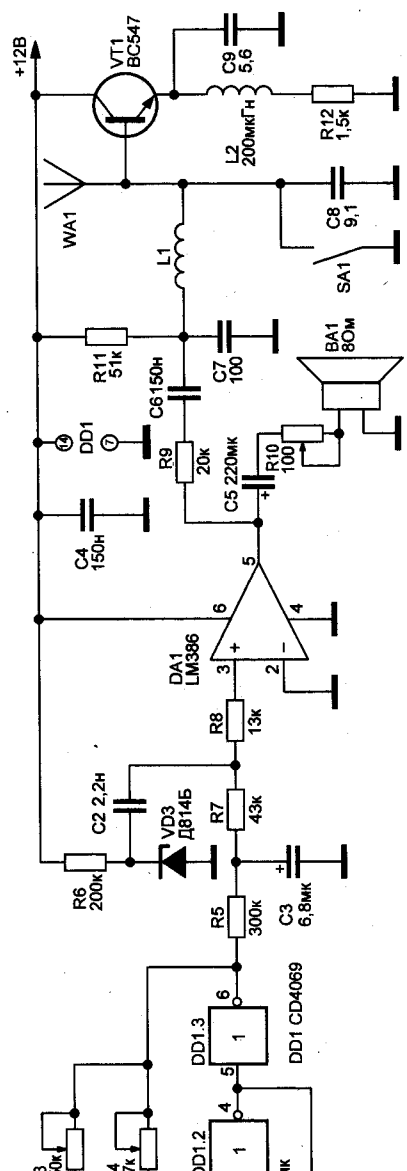 +12В
VT1
BC547
C9
5,6
L2
200мкГн
R12
1,5к
WA1
L1
C8
9,1
SA1
R11
51к
C7
100
C6 150н
BA1
8Ом
14
DD1
7
R9
20к
C5 220мк
+
R10
100
C4
150н
DA1
LM386
6
5
4
3
+
2
−
R8
13к
C2 2,2н
VD3
Д814Б
R7
43к
R6
200к
R5
300к
+
C3
6,8мк
DD1.3
1
6
5
DD1 CD4069
DD1.2
1
4